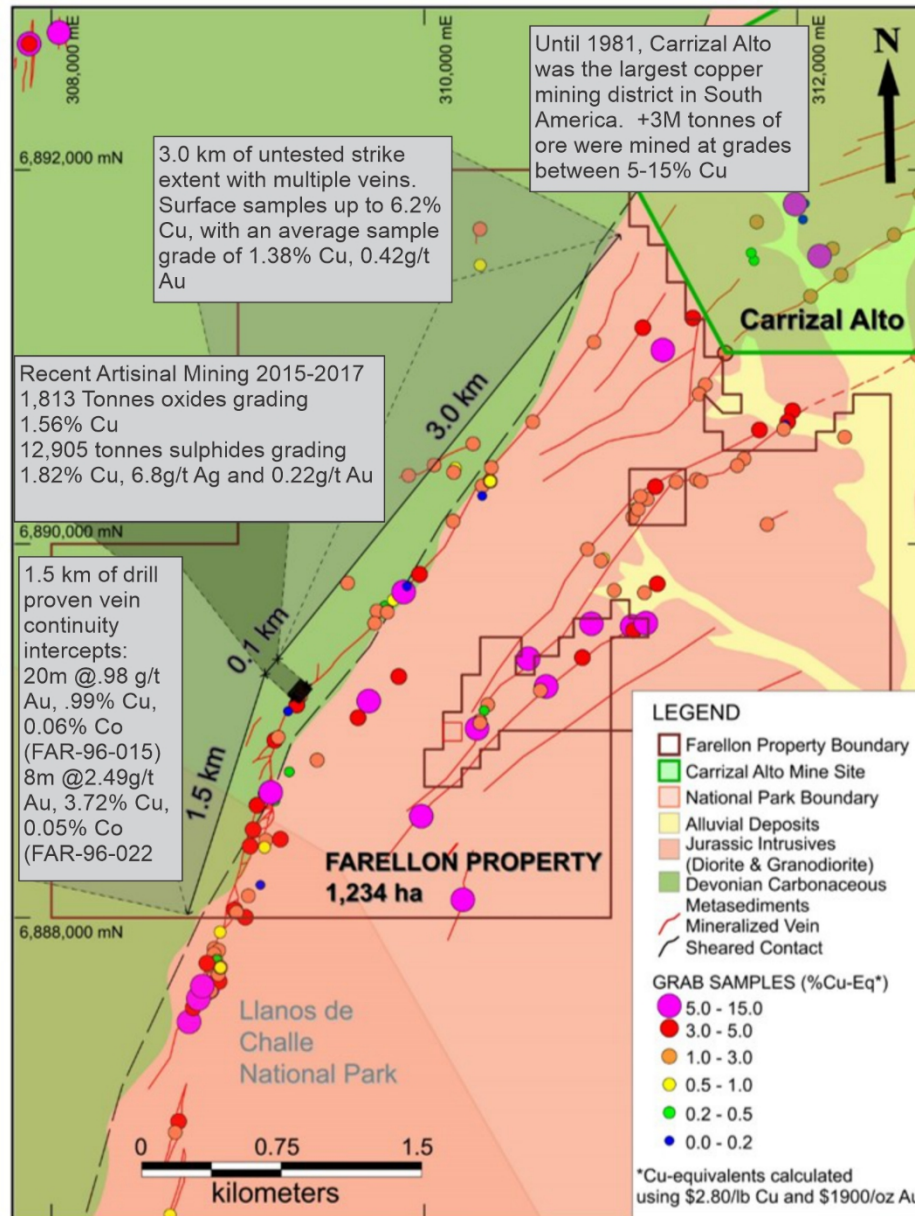 308,000 mE
310,000 mE
312,000 mE
N
Until 1981, Carrizal Alto
was the largest copper
mining district in South
America.  +3M tonnes of
ore were mined at grades
between 5-15% Cu
6,892,000 mN
3.0 km of untested strike
extent with multiple veins.
Surface samples up to 6.2%
Cu, with an average sample
grade of 1.38% Cu, 0.42g/t
Au
Carrizal Alto
Recent Artisinal Mining 2015-2017
1,813 Tonnes oxides grading
1.56% Cu
12,905 tonnes sulphides grading
1.82% Cu, 6.8g/t Ag and 0.22g/t Au
3.0 km
6,890,000 mN
1.5 km of drill
proven vein
continuity
intercepts:
20m @.98 g/t
Au, .99% Cu,
0.06% Co
(FAR-96-015)
8m @2.49g/t
Au, 3.72% Cu,
0.05% Co
(FAR-96-022
0.1 km
1.5 km
FARELLON PROPERTY
1,234 ha
6,888,000 mN
Llanos de
Challe
National Park
0 0.75 1.5
kilometers
LEGEND
Farellon Property Boundary
Carrizal Alto Mine Site
National Park Boundary
Alluvial Deposits
Jurassic Intrusives
(Diorite & Granodiorite)
Devonian Carbonaceous
Metasediments
Mineralized Vein
Sheared Contact
GRAB SAMPLES (%Cu-Eq*)
5.0 - 15.0
3.0 - 5.0
1.0 - 3.0
0.5 - 1.0
0.2 - 0.5
0.0 - 0.2
*Cu-equivalents calculated
using $2.80/lb Cu and $1900/oz Au